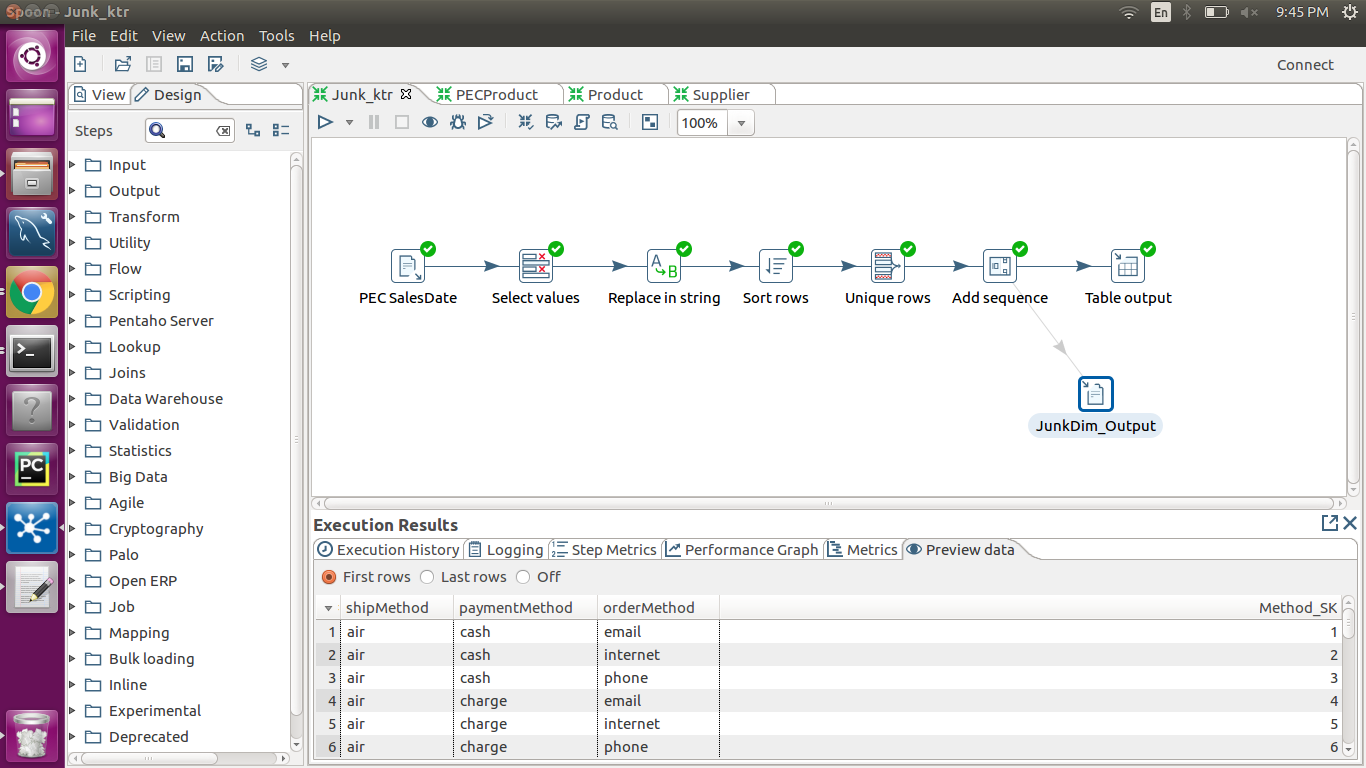 Spoon - Junk_ktr
En
9:45 PM
File Edit View Action Tools Help
Connect
View Design
Junk_ktr PECProduct Product Supplier
Steps
100%
Input
Output
Transform
Utility
Flow
Scripting
Pentaho Server
Lookup
Joins
Data Warehouse
Validation
Statistics
Big Data
Agile
Cryptography
Palo
Open ERP
Job
Mapping
Bulk loading
Inline
Experimental
Deprecated
A B
PEC SalesDate Select values Replace in string Sort rows Unique rows Add sequence Table output
JunkDim_Output
PC
Execution Results
Execution History Logging Step Metrics Performance Graph Metrics Preview data
First rows Last rows Off
shipMethod paymentMethod orderMethod Method_SK
1 air cash email 1
2 air cash internet 2
3 air cash phone 3
4 air charge email 4
5 air charge internet 5
6 air charge phone 6